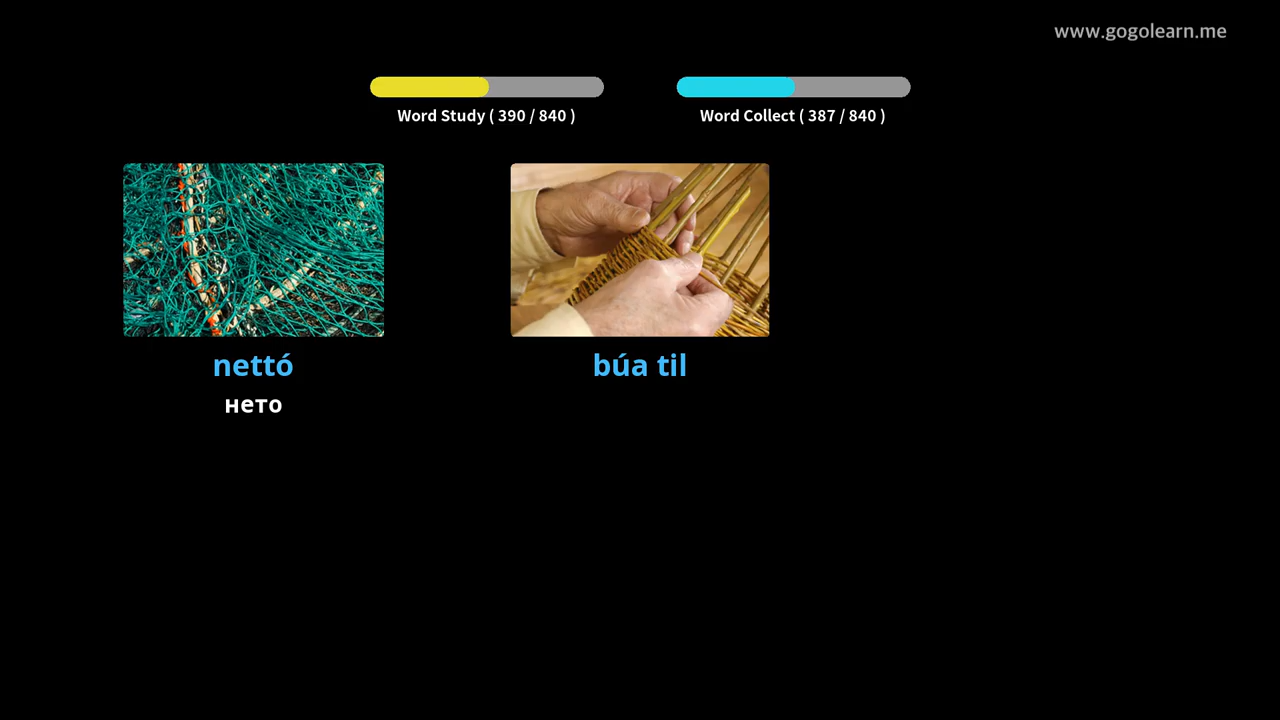 www.gogolearn.me
Word Study ( 390 / 840 )
Word Collect ( 387 / 840 )
nettó
búa til
нето